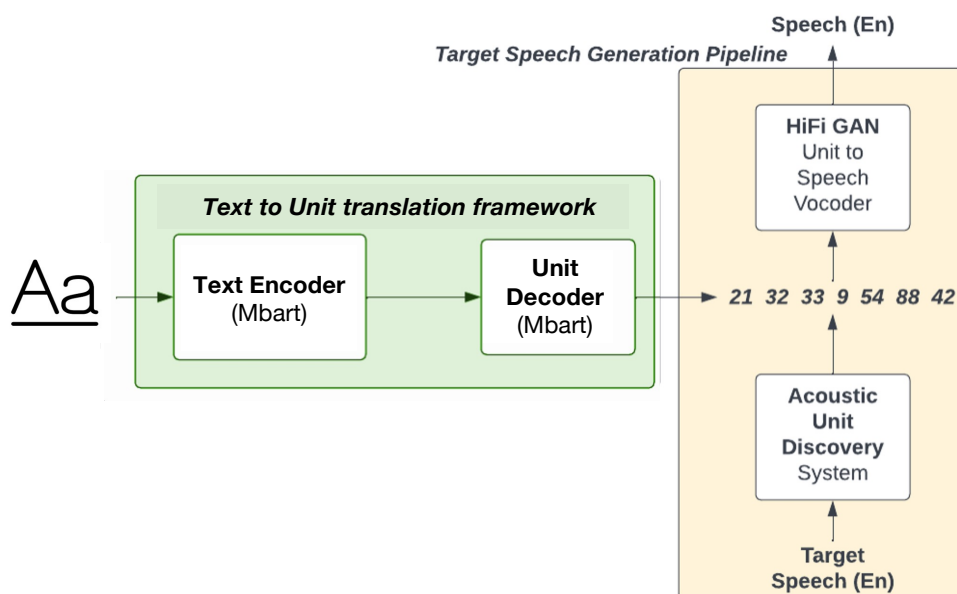 Speech (En)
Target Speech Generation Pipeline
HiFi GAN
Unit to
Speech
Vocoder
Text to Unit translation framework
Text Encoder
(Mbart)
Unit
Decoder
(Mbart)
Aa
21 32 33 9 54 88 42
Acoustic
Unit
Discovery
System
Target
Speech (En)